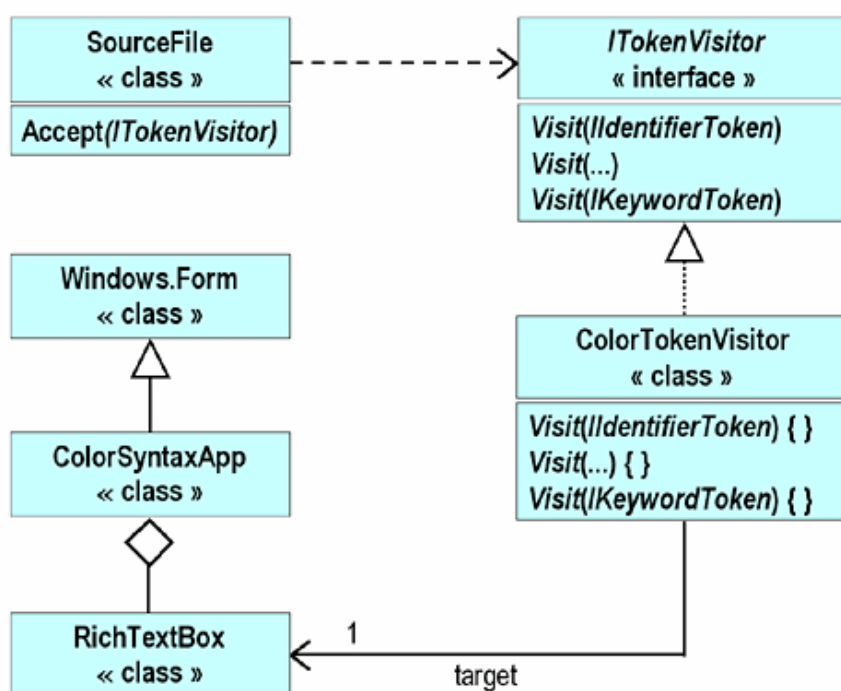 SourceFile
« class »
Accept(ITokenVisitor)
ITokenVisitor
« interface »
Visit(IIdentifierToken)
Visit(...)
Visit(IKeywordToken)
Windows.Form
« class »
ColorTokenVisitor
« class »
Visit(IIdentifierToken) { }
Visit(...) { }
Visit(IKeywordToken) { }
ColorSyntaxApp
« class »
RichTextBox
« class »
1
target